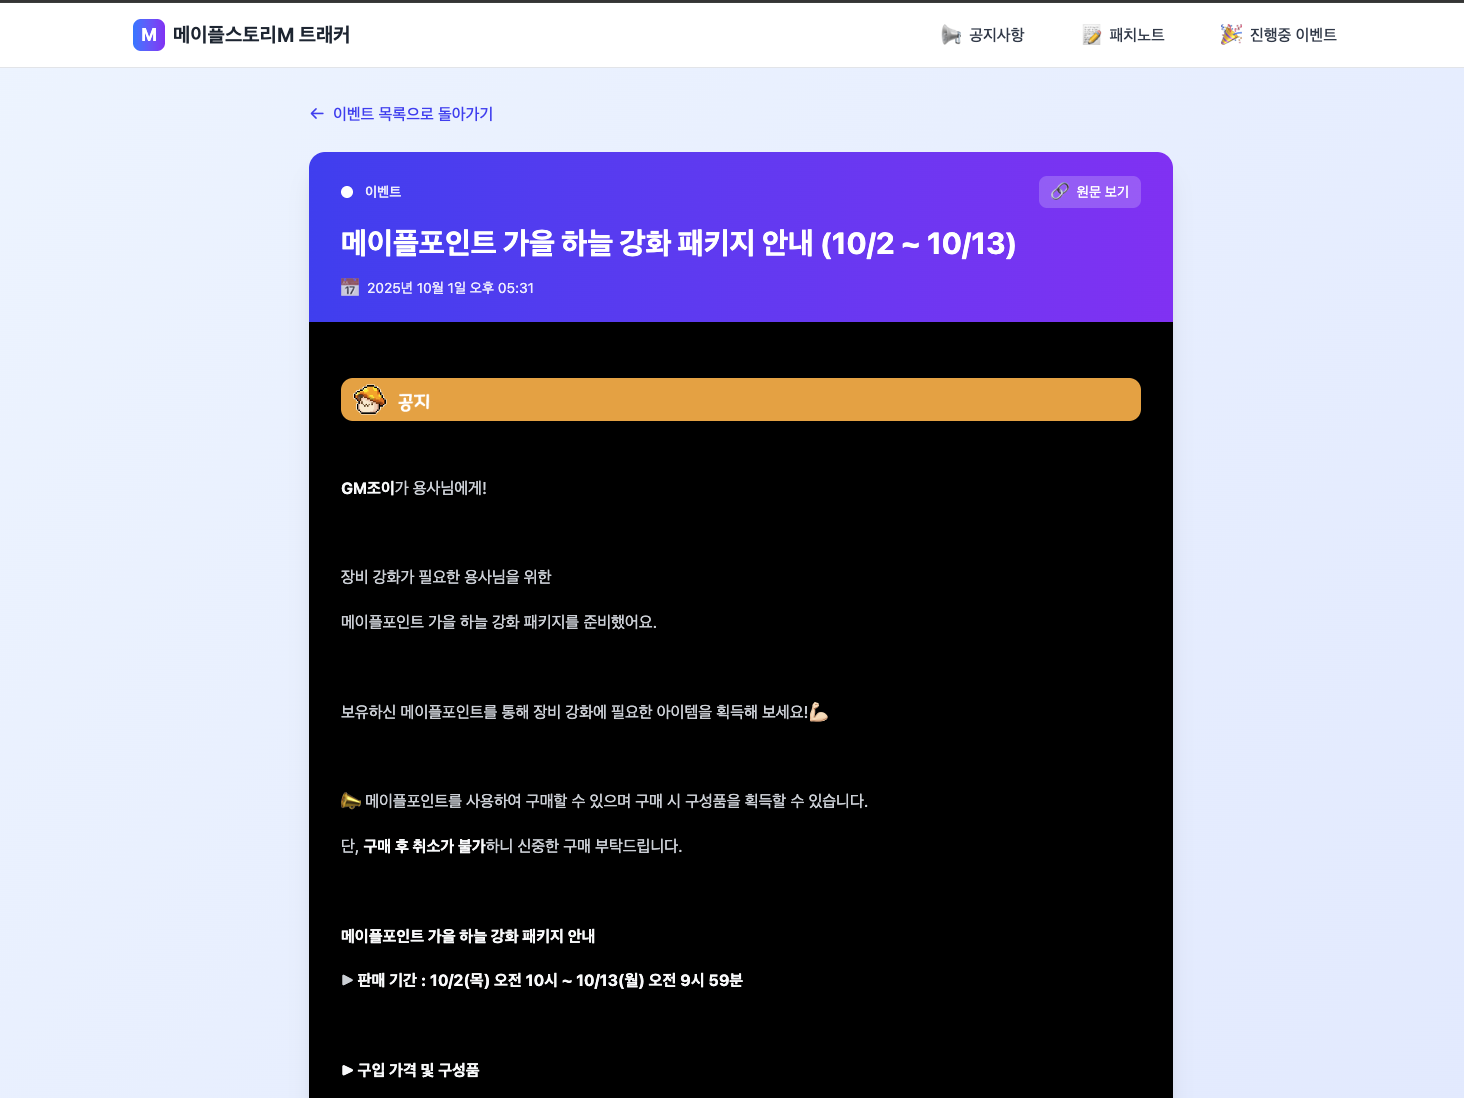 M 메이플스토리M 트래커
📢 공지사항
📝 패치노트
🎉 진행중 이벤트
← 이벤트 목록으로 돌아가기
이벤트
🔗 원문 보기
메이플포인트 가을 하늘 강화 패키지 안내 (10/2 ~ 10/13)
📅 2025년 10월 1일 오후 05:31
공지
GM조이가 용사님에게!
장비 강화가 필요한 용사님을 위한
메이플포인트 가을 하늘 강화 패키지를 준비했어요.
보유하신 메이플포인트를 통해 장비 강화에 필요한 아이템을 획득해 보세요!💪🏻
📣 메이플포인트를 사용하여 구매할 수 있으며 구매 시 구성품을 획득할 수 있습니다.
단, 구매 후 취소가 불가하니 신중한 구매 부탁드립니다.
메이플포인트 가을 하늘 강화 패키지 안내
▶ 판매 기간 : 10/2(목) 오전 10시 ~ 10/13(월) 오전 9시 59분
▶ 구입 가격 및 구성품